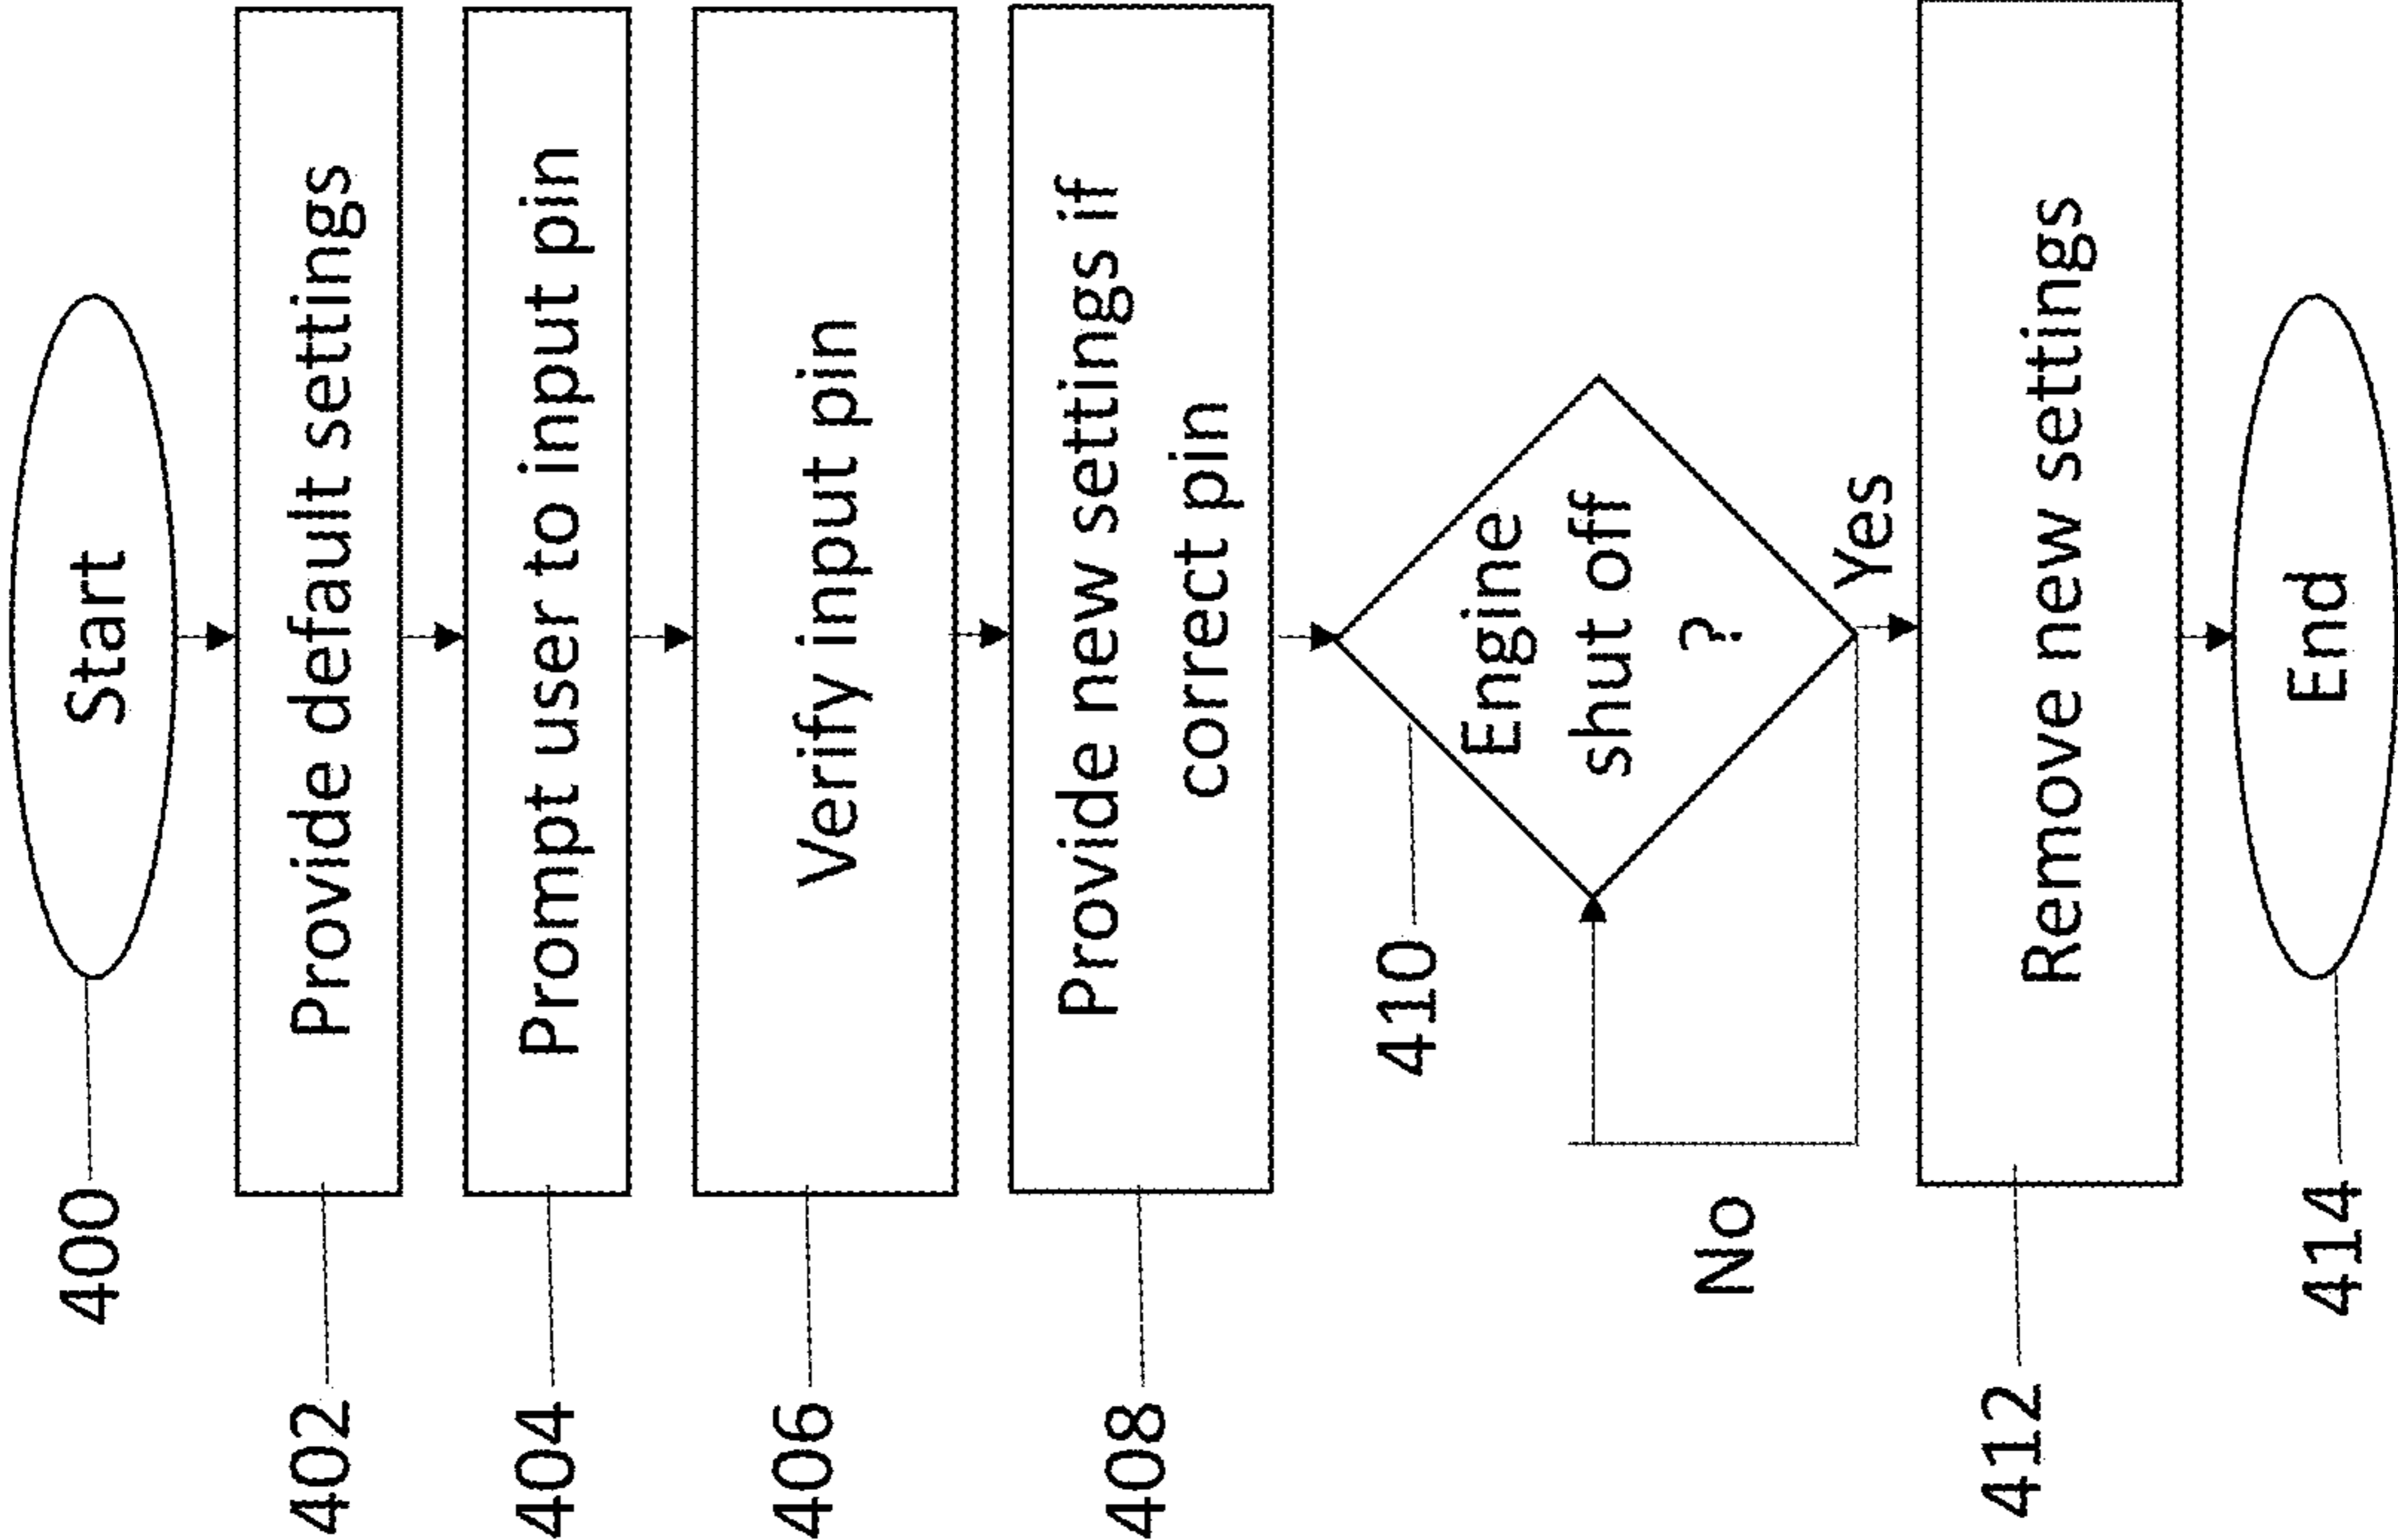 400
Start
402
Provide default settings
404
Prompt user to input pin
406
Verify input pin
408
Provide new settings if
correct pin
410
Engine
shut off
?
No
Yes
412
Remove new settings
414
End